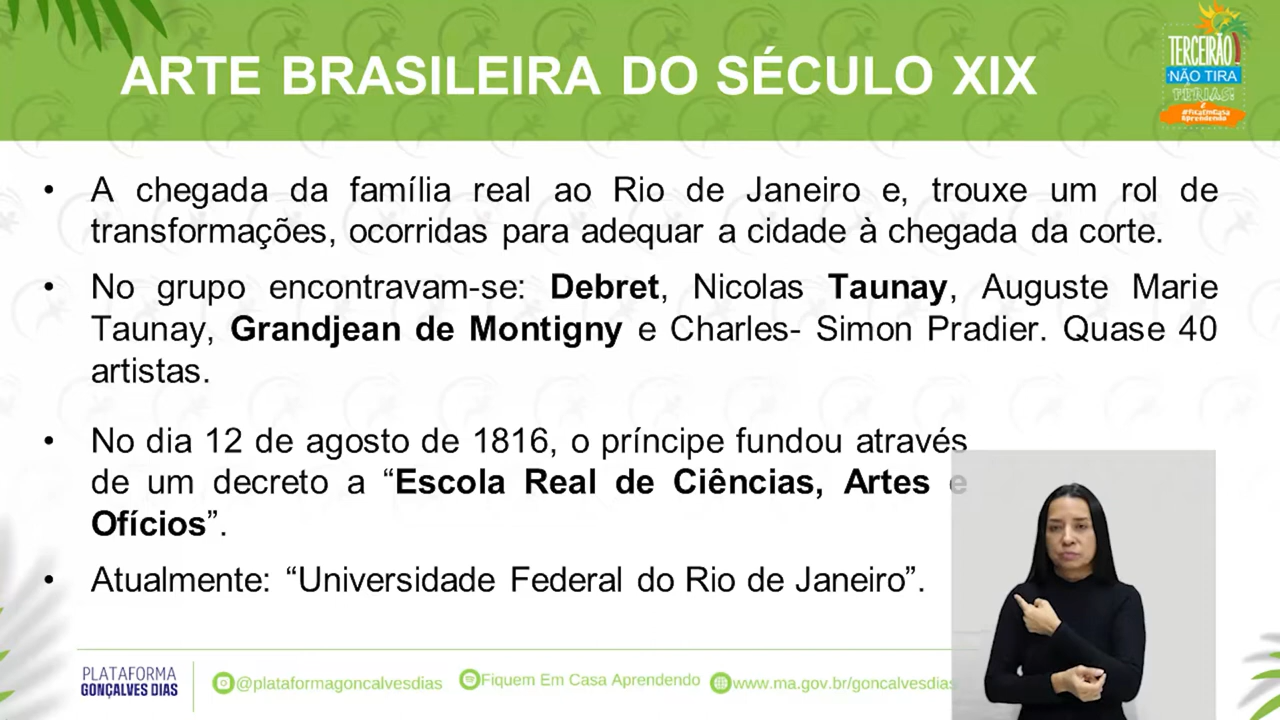 ARTE BRASILEIRA DO SÉCULO XIX
TERCEIRÃO!
NÃO TIRA
FÉRIAS!
É
#FicaEmCasa
Aprendendo
• A chegada da família real ao Rio de Janeiro e, trouxe um rol de
transformações, ocorridas para adequar a cidade à chegada da corte.
• No grupo encontravam-se: Debret, Nicolas Taunay, Auguste Marie
Taunay, Grandjean de Montigny e Charles- Simon Pradier. Quase 40
artistas.
• No dia 12 de agosto de 1816, o príncipe fundou através
de um decreto a “Escola Real de Ciências, Artes e
Ofícios”.
• Atualmente: “Universidade Federal do Rio de Janeiro”.
PLATAFORMA
GONÇALVES DIAS
@plataformagoncalvesdias
Fiquem Em Casa Aprendendo
www.ma.gov.br/goncalvesdias